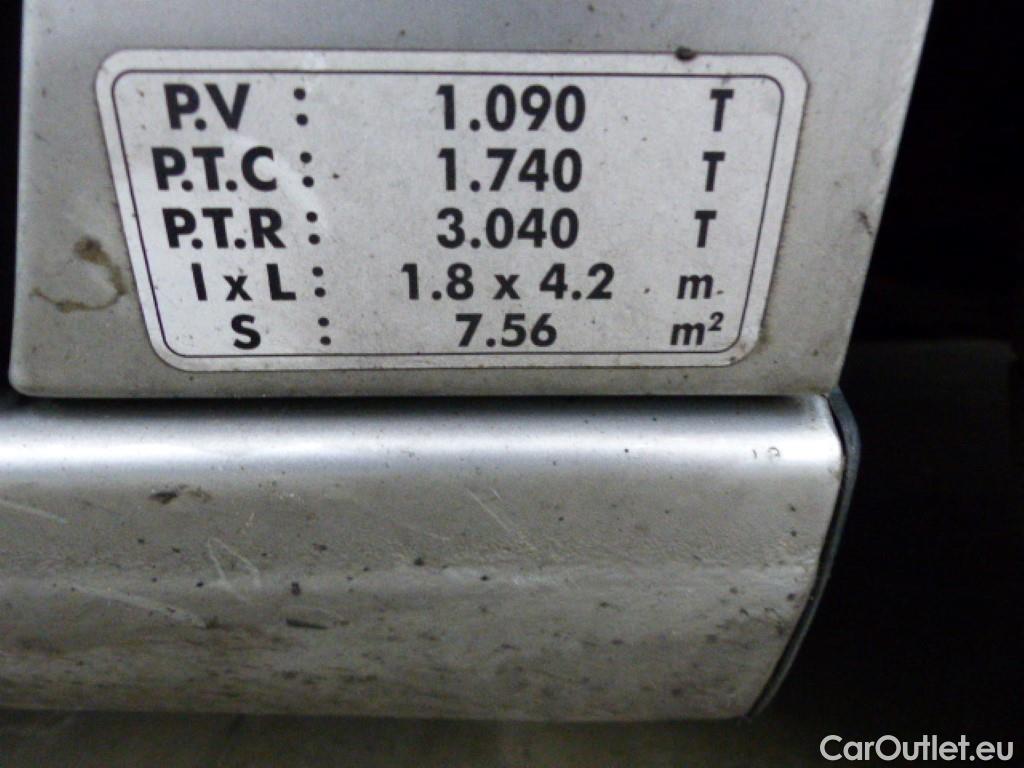 P.V : 1.090 T
P.T.C : 1.740 T
P.T.R : 3.040 T
l x L : 1.8 x 4.2 m
S : 7.56 m²
CarOutlet.eu